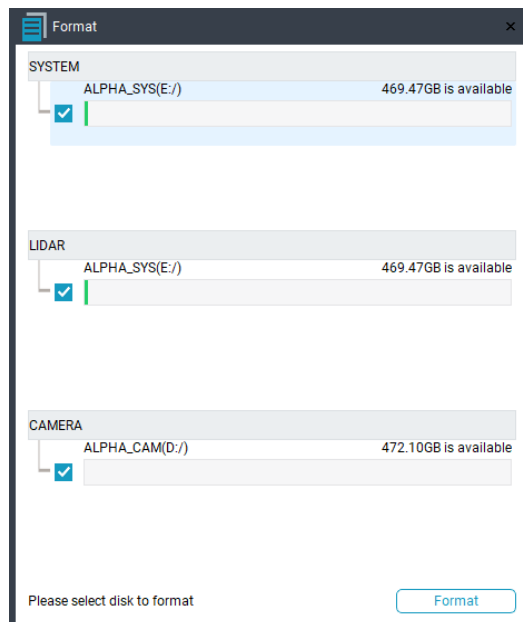 Format
SYSTEM
ALPHA_SYS(E:/) 469.47GB is available
LIDAR
ALPHA_SYS(E:/) 469.47GB is available
CAMERA
ALPHA_CAM(D:/) 472.10GB is available
Please select disk to format Format